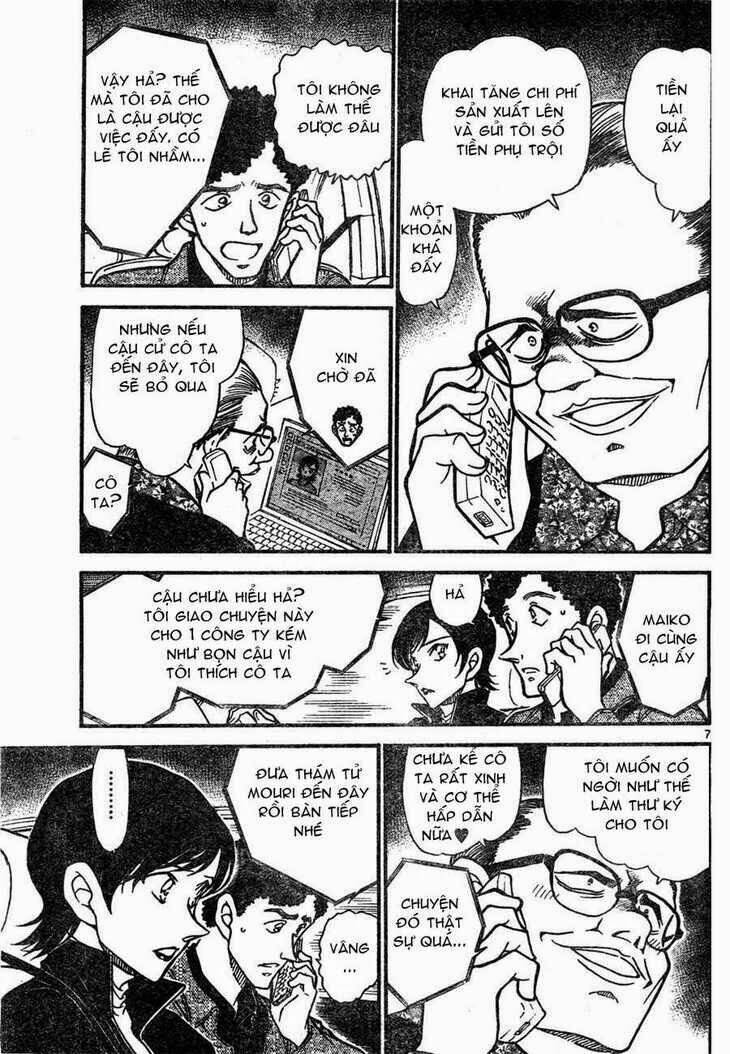 TIỀN
LẠI
QUẢ
ẤY
KHAI TĂNG CHI PHÍ
SẢN XUẤT LÊN
VÀ GỬI TÔI SỐ
TIỀN PHỤ TRỘI
MỘT
KHOẢN
KHÁ
ĐẤY
TÔI KHÔNG
LÀM THẾ
ĐƯỢC ĐÂU
VẬY HẢ? THẾ
MÀ TÔI ĐÃ CHO
LÀ CẬU ĐƯỢC
VIỆC ĐẤY. CÓ
LẼ TÔI NHẦM...
XIN
CHỜ ĐÃ
NHƯNG NẾU
CẬU CỬ CÔ TA
ĐẾN ĐÂY, TÔI
SẼ BỎ QUA
CÔ
TA?
MAIKO
ĐI CÙNG
CẬU ẤY
HẢ
CẬU CHƯA HIỂU HẢ?
TÔI GIAO CHUYỆN NÀY
CHO 1 CÔNG TY KÉM
NHƯ BỌN CẬU VÌ
TÔI THÍCH CÔ TA
7
TÔI MUỐN CÓ
NGỜI NHƯ THẾ
LÀM THƯ KÝ
CHO TÔI
CHƯA KỂ CÔ
TA RẤT XINH
VÀ CƠ THỂ
HẤP DẪN
NỮA♥
CHUYỆN
ĐÓ THẬT
SỰ QUÁ...
ĐƯA THÁM TỬ
MOURI ĐẾN ĐÂY
RỒI BÀN TIẾP
NHÉ
VÂNG
...
.........